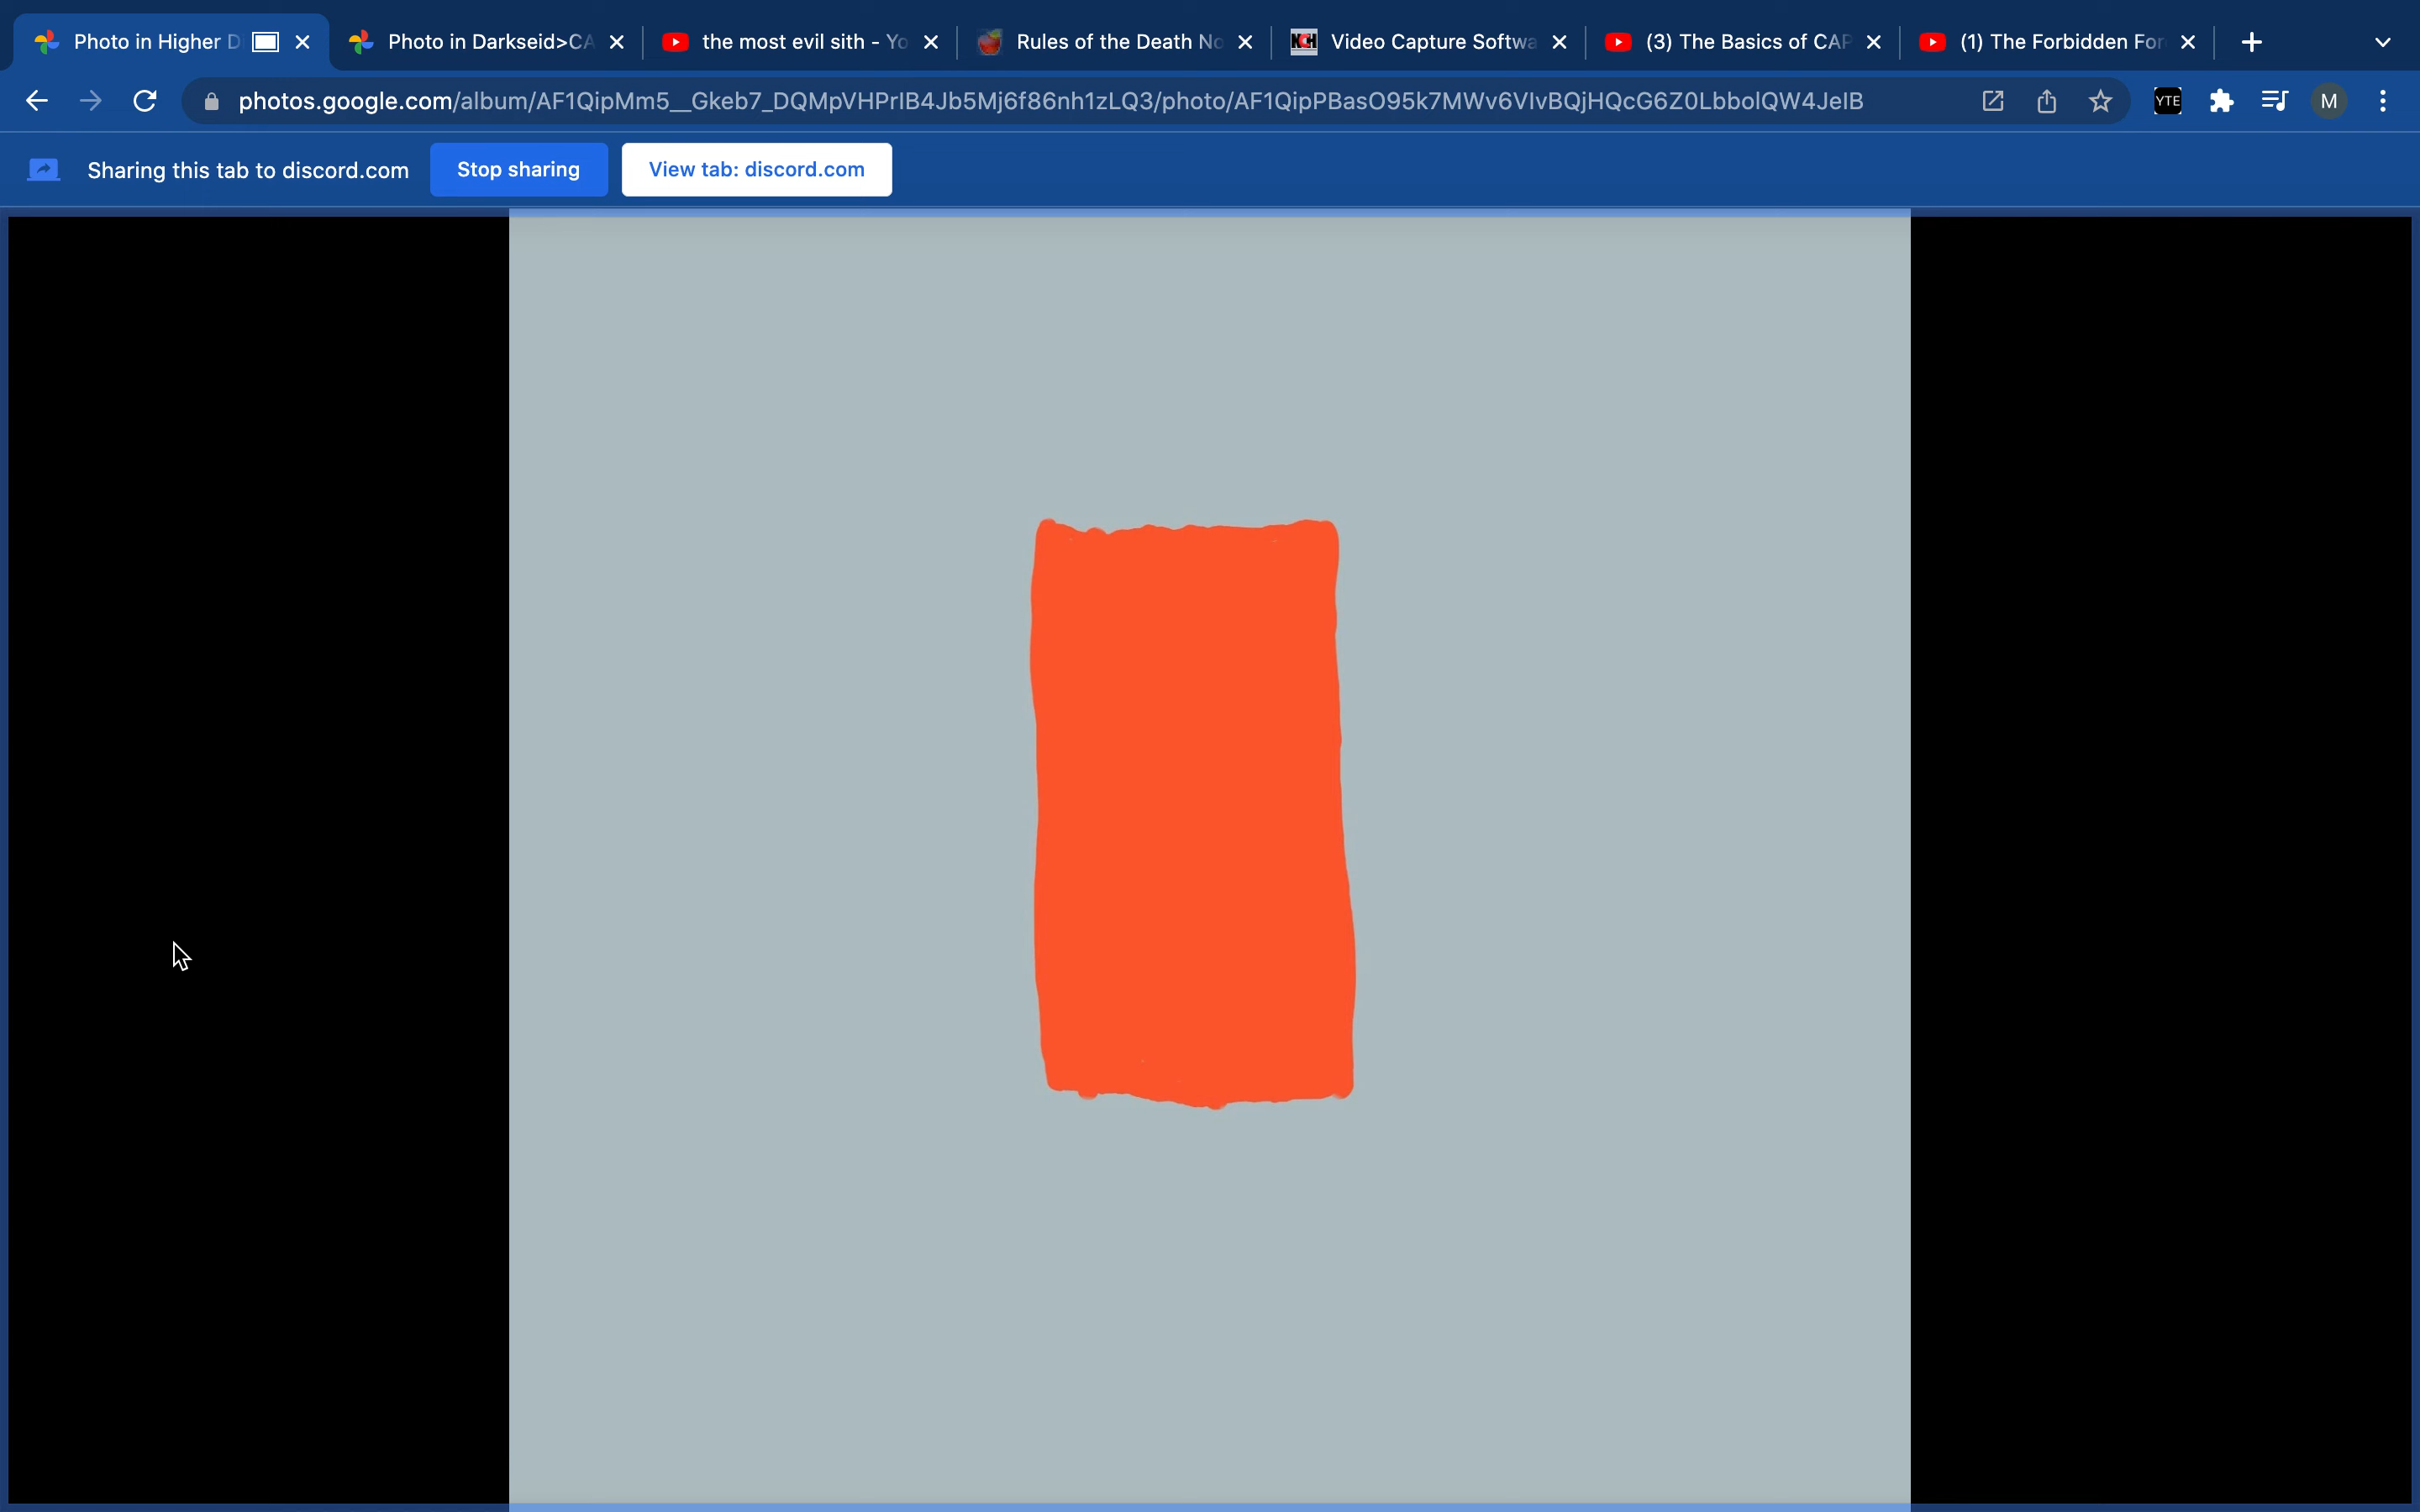 Photo in Higher D
Photo in Darkseid>CA
the most evil sith - Yo
Rules of the Death No
NCH Video Capture Softwa
(3) The Basics of CAP
(1) The Forbidden For
photos.google.com/album/AF1QipMm5__Gkeb7_DQMpVHPrIB4Jb5Mj6f86nh1zLQ3/photo/AF1QipPBasO95k7MWv6VIvBQjHQcG6Z0LbbolQW4JeIB
YTE
M
Sharing this tab to discord.com
Stop sharing
View tab: discord.com